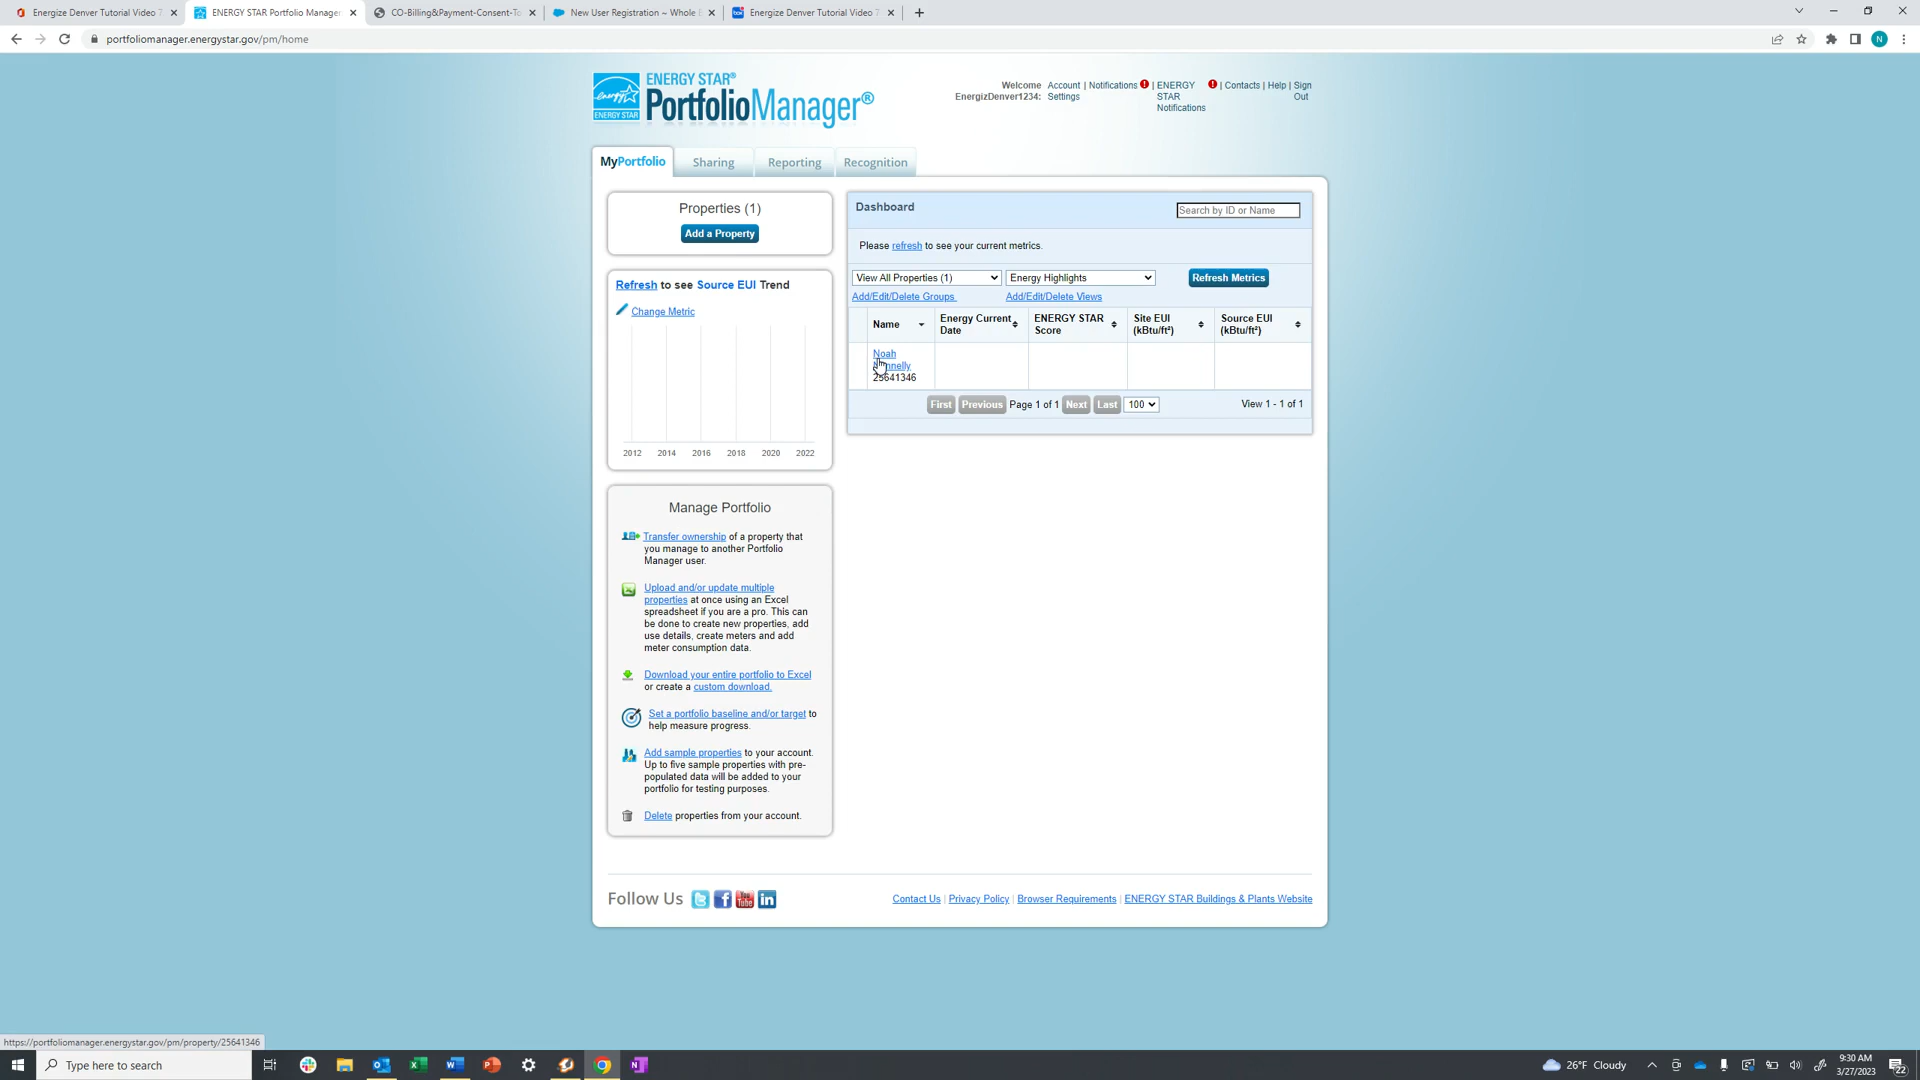 Energize Denver Tutorial Video 7
ENERGY STAR Portfolio Manager
CO-Billing&Payment-Consent-To
New User Registration ~ Whole B
Energize Denver Tutorial Video 7
portfoliomanager.energystar.gov/pm/home
N
ENERGY STAR
ENERGY STAR®
PortfolioManager®
Welcome EnergizDenver1234: Account Settings | Notifications | ENERGY STAR Notifications | Contacts | Help | Sign Out
MyPortfolio
Sharing
Reporting
Recognition
Properties (1)
Add a Property
Refresh to see Source EUI Trend
Change Metric
2012 2014 2016 2018 2020 2022
Manage Portfolio
Transfer ownership of a property that
you manage to another Portfolio
Manager user.
Upload and/or update multiple
properties at once using an Excel
spreadsheet if you are a pro. This can
be done to create new properties, add
use details, create meters and add
meter consumption data.
Download your entire portfolio to Excel
or create a custom download.
Set a portfolio baseline and/or target to
help measure progress.
Add sample properties to your account.
Up to five sample properties with pre-
populated data will be added to your
portfolio for testing purposes.
Delete properties from your account.
Dashboard
Search by ID or Name
Please refresh to see your current metrics.
View All Properties (1)
Energy Highlights
Refresh Metrics
Add/Edit/Delete Groups
Add/Edit/Delete Views
Name
Energy Current Date
ENERGY STAR Score
Site EUI (kBtu/ft²)
Source EUI (kBtu/ft²)
Noah
25641346
First Previous Page 1 of 1 Next Last 100 View 1 - 1 of 1
Follow Us
You Tube
in
Contact Us | Privacy Policy | Browser Requirements | ENERGY STAR Buildings & Plants Website
https://portfoliomanager.energystar.gov/pm/property/25641346
Type here to search
26°F Cloudy
9:30 AM
3/27/2023
22